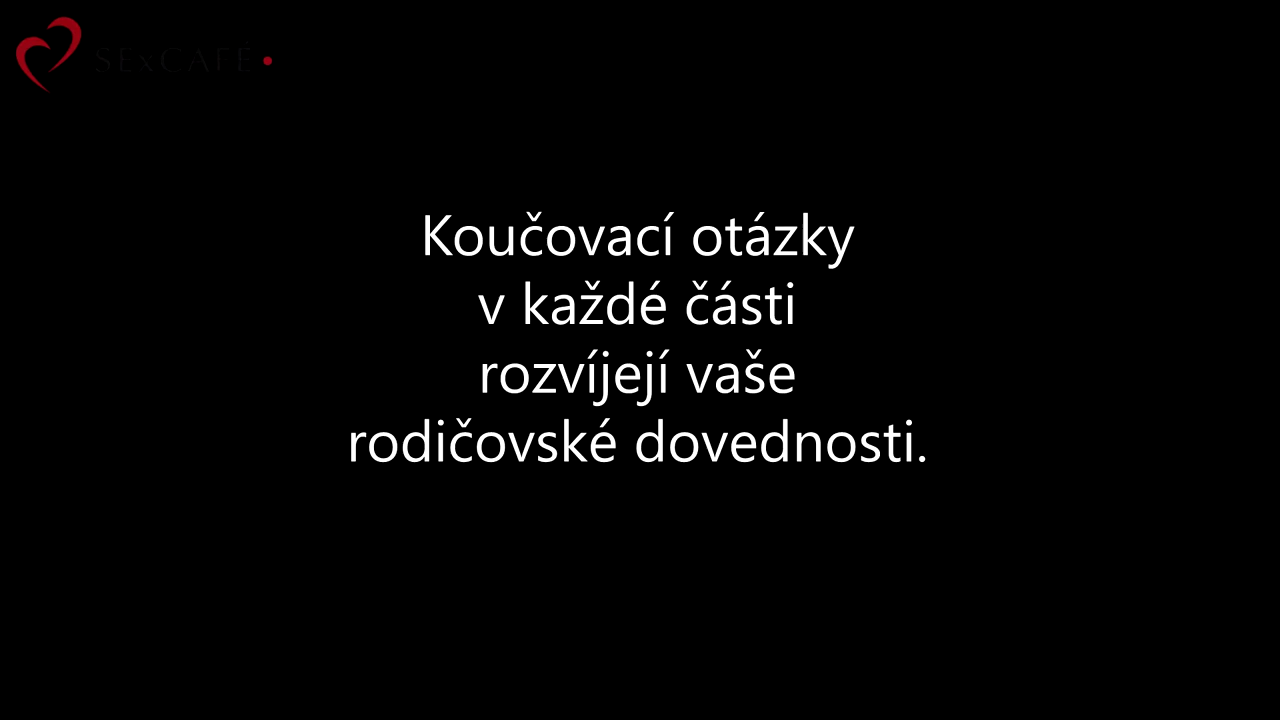 SExCAFÉ
Koučovací otázky
v každé části
rozvíjejí vaše
rodičovské dovednosti.